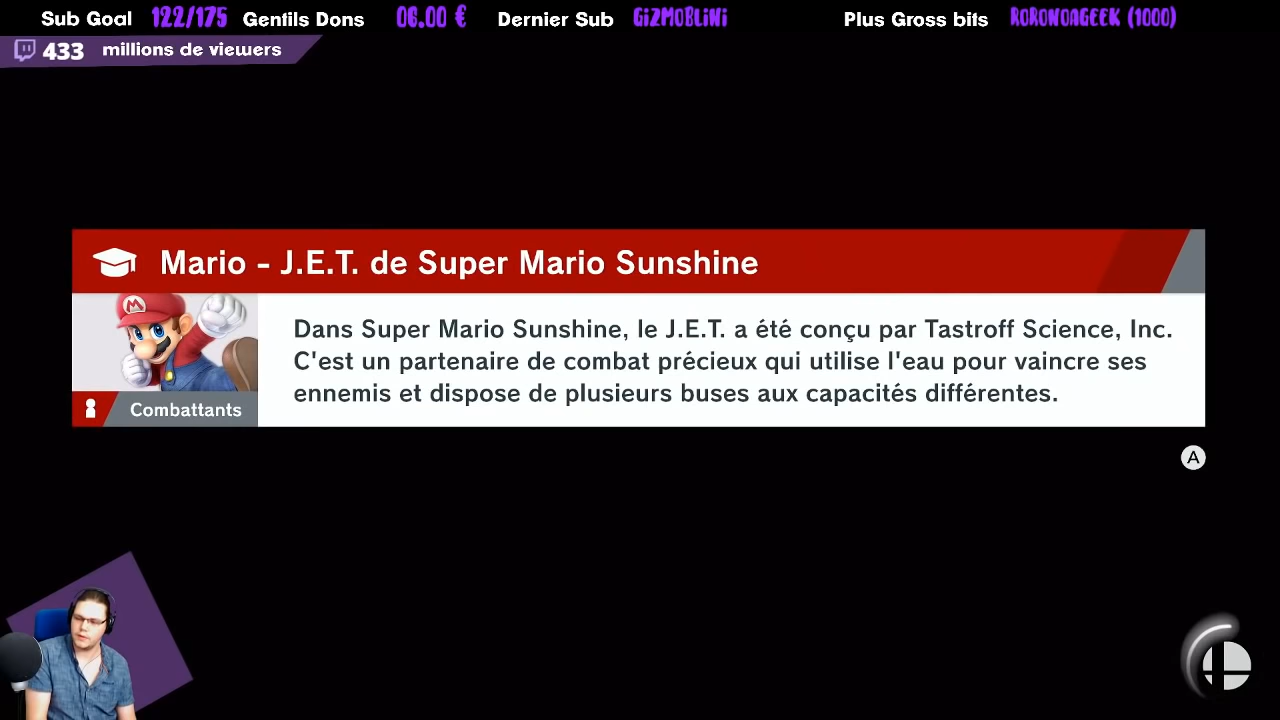 Sub Goal 122/175 Gentils Dons 06.00 € Dernier Sub GiZMOBLiNi Plus Gross bits RORONOAGEEK (1000)
433 millions de viewers
Mario - J.E.T. de Super Mario Sunshine
Dans Super Mario Sunshine, le J.E.T. a été conçu par Tastroff Science, Inc.
C'est un partenaire de combat précieux qui utilise l'eau pour vaincre ses
ennemis et dispose de plusieurs buses aux capacités différentes.
M
Combattants
A